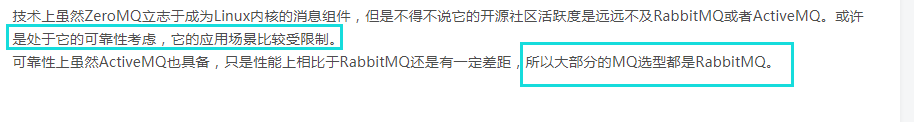 技术上虽然ZeroMQ立志于成为Linux内核的消息组件，但是不得不说它的开源社区活跃度是远远不及RabbitMQ或者ActiveMQ。或许
是处于它的可靠性考虑，它的应用场景比较受限制。
可靠性上虽然ActiveMQ也具备，只是性能上相比于RabbitMQ还是有一定差距，所以大部分的MQ选型都是RabbitMQ。